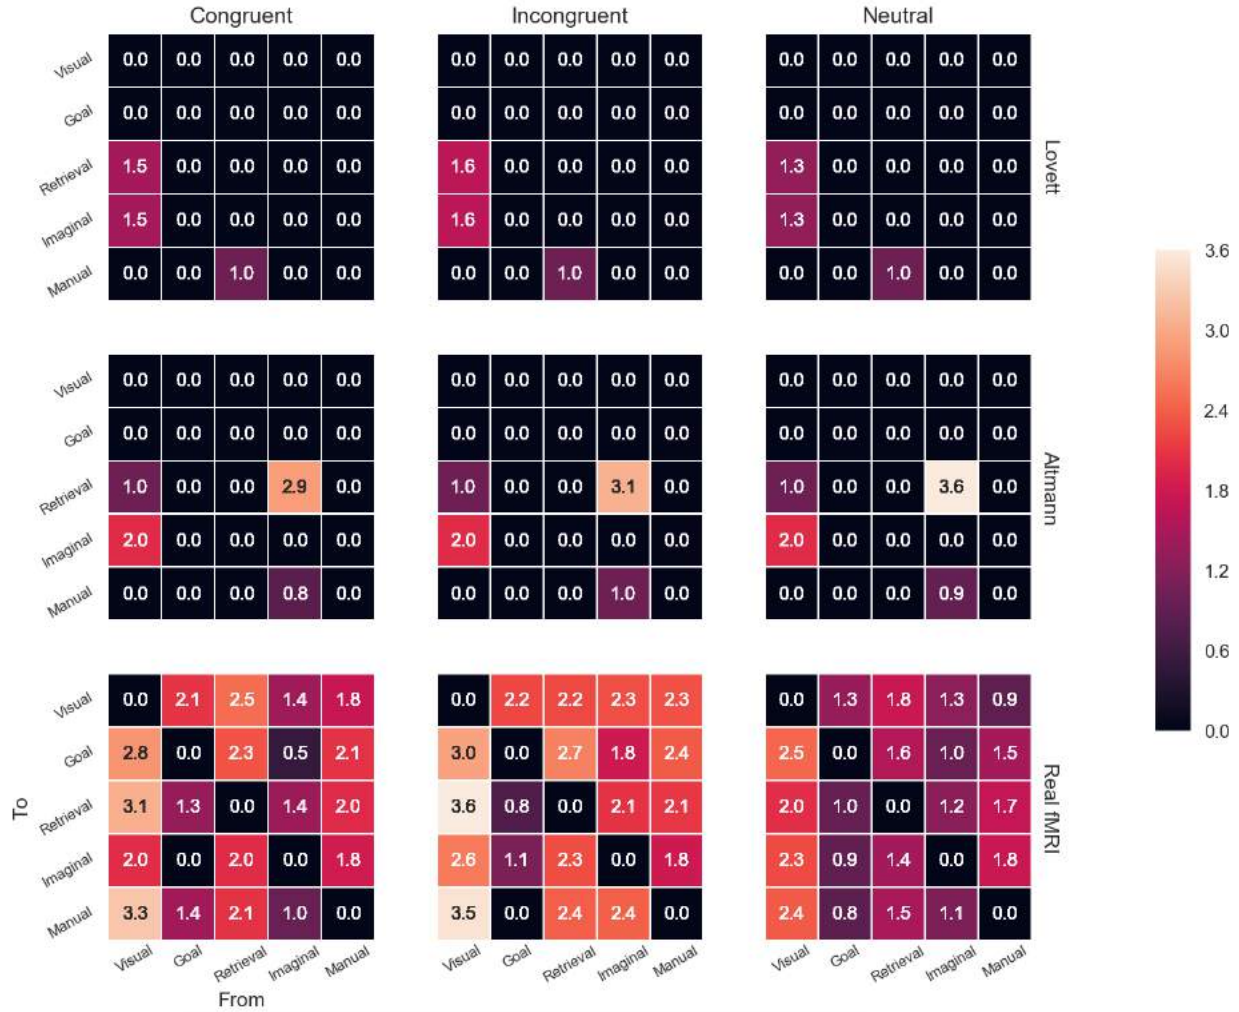 Congruent Incongruent Neutral
Visual 0.0 0.0 0.0 0.0 0.0 0.0 0.0 0.0 0.0 0.0 0.0 0.0 0.0 0.0 0.0
Goal 0.0 0.0 0.0 0.0 0.0 0.0 0.0 0.0 0.0 0.0 0.0 0.0 0.0 0.0 0.0
Retrieval 1.5 0.0 0.0 0.0 0.0 1.6 0.0 0.0 0.0 0.0 1.3 0.0 0.0 0.0 0.0
Imaginal 1.5 0.0 0.0 0.0 0.0 1.6 0.0 0.0 0.0 0.0 1.3 0.0 0.0 0.0 0.0
Manual 0.0 0.0 1.0 0.0 0.0 0.0 0.0 1.0 0.0 0.0 0.0 0.0 1.0 0.0 0.0
Lovett
Visual 0.0 0.0 0.0 0.0 0.0 0.0 0.0 0.0 0.0 0.0 0.0 0.0 0.0 0.0 0.0
Goal 0.0 0.0 0.0 0.0 0.0 0.0 0.0 0.0 0.0 0.0 0.0 0.0 0.0 0.0 0.0
Retrieval 1.0 0.0 0.0 2.9 0.0 1.0 0.0 0.0 3.1 0.0 1.0 0.0 0.0 3.6 0.0
Imaginal 2.0 0.0 0.0 0.0 0.0 2.0 0.0 0.0 0.0 0.0 2.0 0.0 0.0 0.0 0.0
Manual 0.0 0.0 0.0 0.8 0.0 0.0 0.0 0.0 1.0 0.0 0.0 0.0 0.0 0.9 0.0
Altmann
Visual 0.0 2.1 2.5 1.4 1.8 0.0 2.2 2.2 2.3 2.3 0.0 1.3 1.8 1.3 0.9
Goal 2.8 0.0 2.3 0.5 2.1 3.0 0.0 2.7 1.8 2.4 2.5 0.0 1.6 1.0 1.5
Retrieval 3.1 1.3 0.0 1.4 2.0 3.6 0.8 0.0 2.1 2.1 2.0 1.0 0.0 1.2 1.7
Imaginal 2.0 0.0 2.0 0.0 1.8 2.6 1.1 2.3 0.0 1.8 2.3 0.9 1.4 0.0 1.8
Manual 3.3 1.4 2.1 1.0 0.0 3.5 0.0 2.4 2.4 0.0 2.4 0.8 1.5 1.1 0.0
Real fMRI
To
Visual Goal Retrieval Imaginal Manual Visual Goal Retrieval Imaginal Manual Visual Goal Retrieval Imaginal Manual
From
3.6
3.0
2.4
1.8
1.2
0.6
0.0